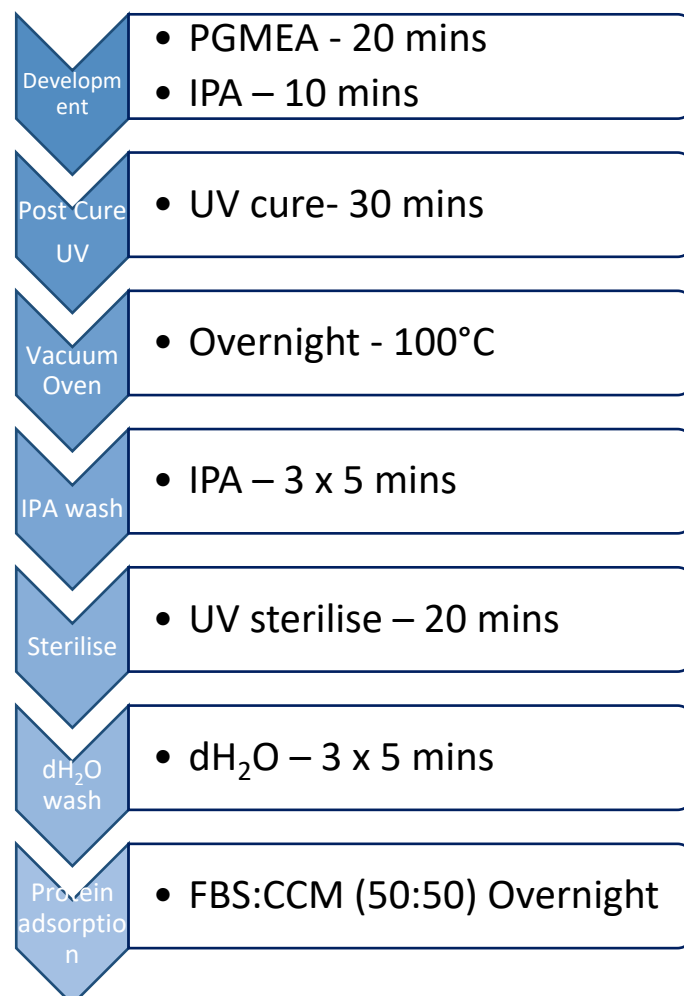 Developm
ent
• PGMEA - 20 mins
• IPA – 10 mins
Post Cure
UV
• UV cure- 30 mins
Vacuum
Oven
• Overnight - 100°C
IPA wash
• IPA – 3 x 5 mins
Sterilise
• UV sterilise – 20 mins
dH₂O
wash
• dH₂O – 3 x 5 mins
Protein
adsorptio
n
• FBS:CCM (50:50) Overnight